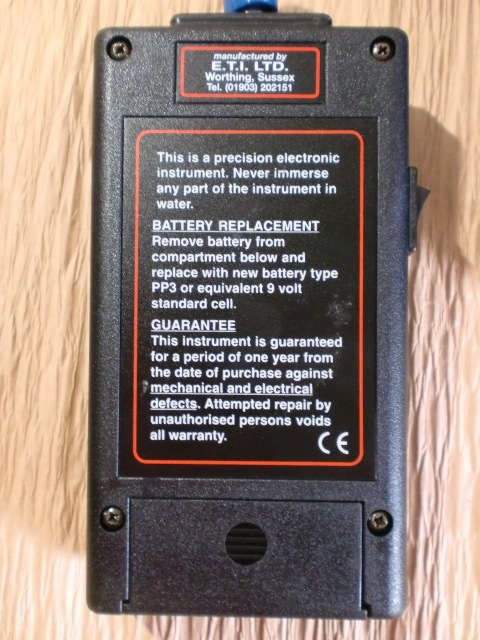 manufactured by
E.T.I. LTD.
Worthing, Sussex
Tel. (01903) 202151
This is a precision electronic
instrument. Never immerse
any part of the instrument in
water.
BATTERY REPLACEMENT
Remove battery from
compartment below and
replace with new battery type
PP3 or equivalent 9 volt
standard cell.
GUARANTEE
This instrument is guaranteed
for a period of one year from
the date of purchase against
mechanical and electrical
defects. Attempted repair by
unauthorised persons voids
all warranty.
CE